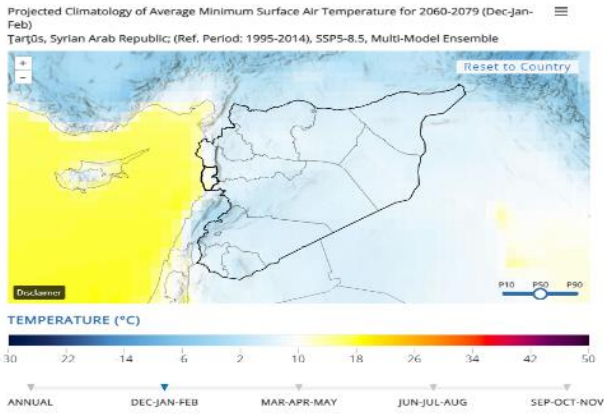 Projected Climatology of Average Minimum Surface Air Temperature for 2060-2079 (Dec-Jan-
Feb)
Ţarţūs, Syrian Arab Republic; (Ref. Period: 1995-2014), SSP5-8.5, Multi-Model Ensemble
+
Reset to Country
−
P10 P50 P90
Disclaimer
TEMPERATURE (°C)
30 22 14 6 2 10 18 26 34 42 50
ANNUAL DEC-JAN-FEB MAR-APR-MAY JUN-JUL-AUG SEP-OCT-NOV